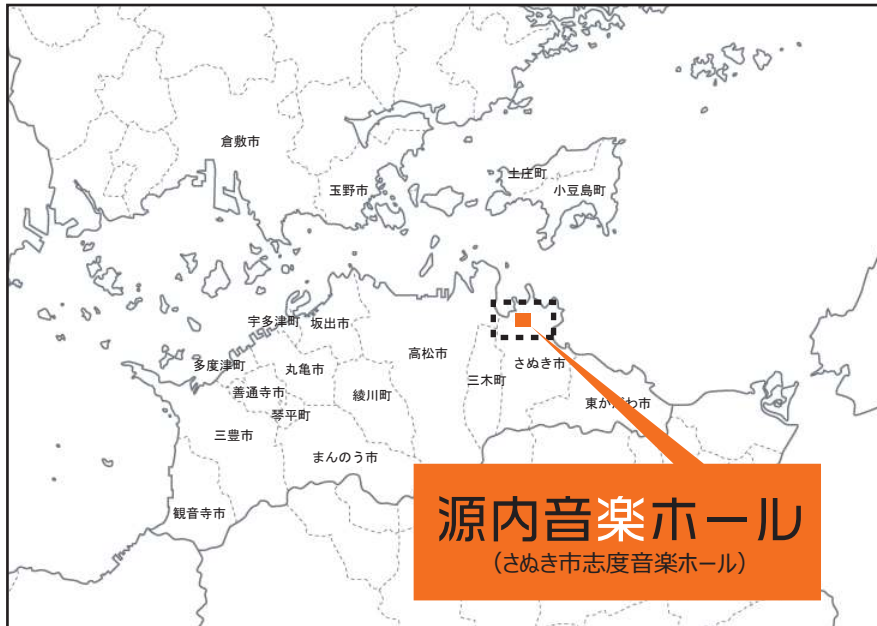 倉敷市
玉野市
土庄町
小豆島町
宇多津町
坂出市
高松市
さぬき市
多度津町
丸亀市
三木町
善通寺市
綾川町
東かがわ市
琴平町
三豊市
まんのう市
観音寺市
源内音楽ホール
（さぬき市志度音楽ホール）